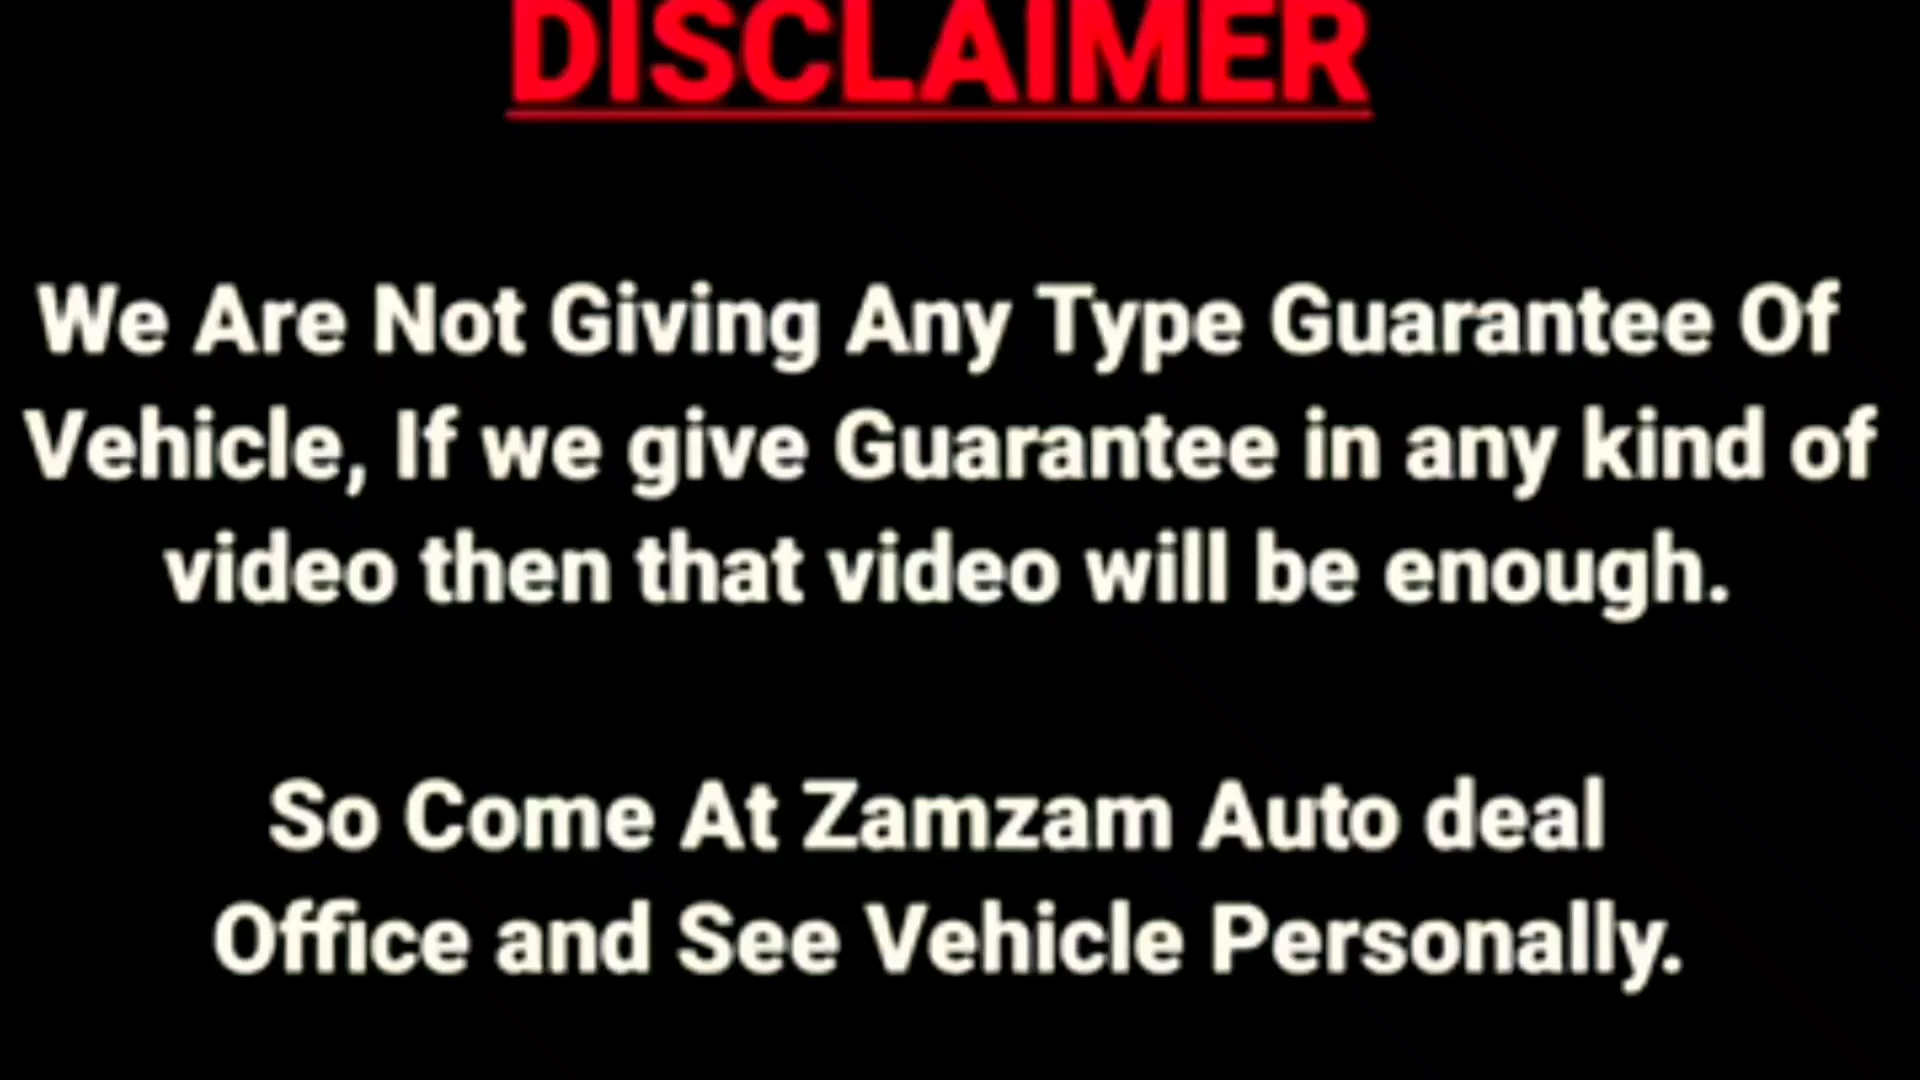 DISCLAIMER
We Are Not Giving Any Type Guarantee Of
Vehicle, If we give Guarantee in any kind of
video then that video will be enough.
So Come At Zamzam Auto deal
Office and See Vehicle Personally.